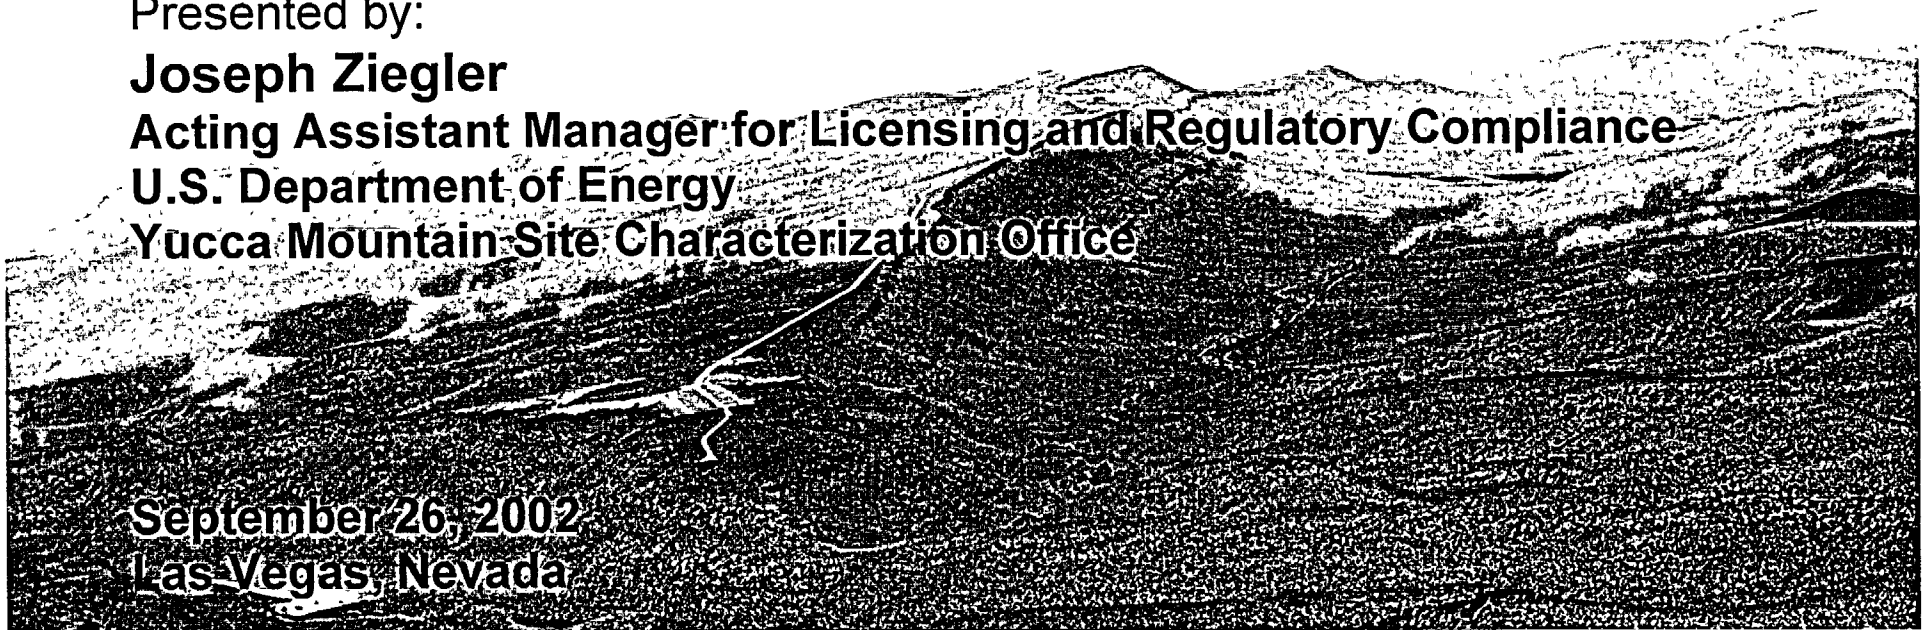 Presented by:
Joseph Ziegler
Acting Assistant Manager for Licensing and Regulatory Compliance
U.S. Department of Energy
Yucca Mountain Site Characterization Office
September 26, 2002
Las Vegas, Nevada